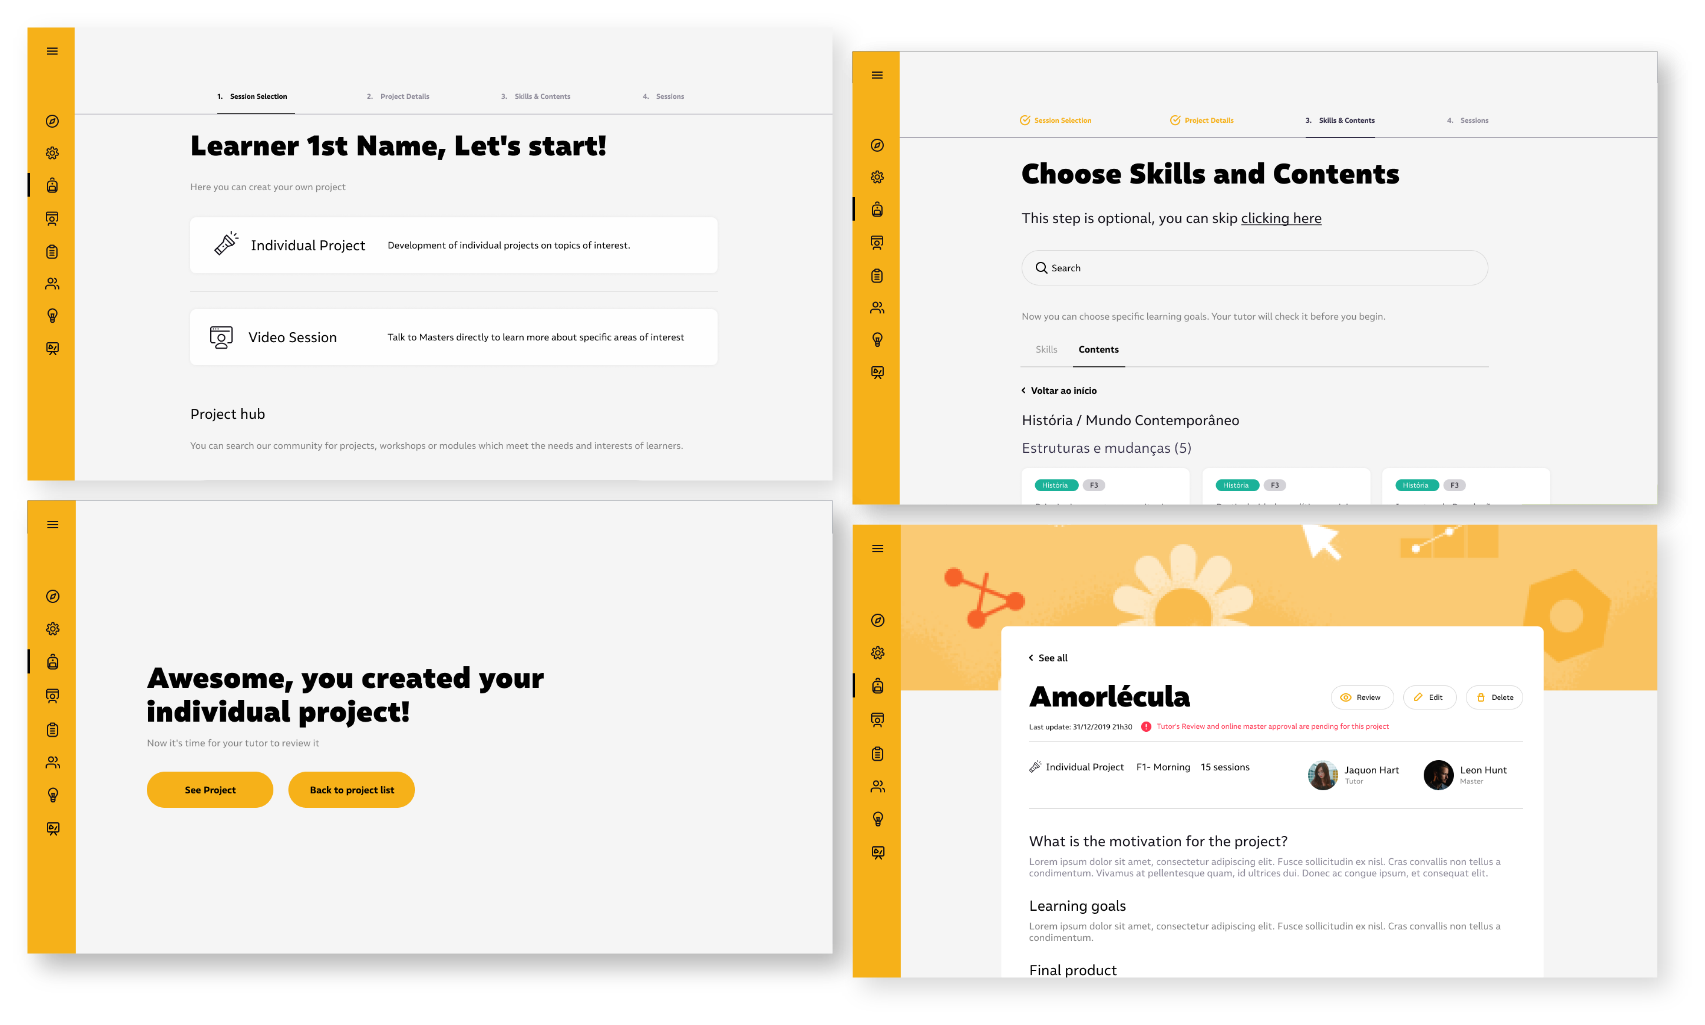 1. Session Selection
2. Project Details
3. Skills & Contents
4. Sessions
Learner 1st Name, Let's start!
Here you can creat your own project
Individual Project
Development of individual projects on topics of interest.
Video Session
Talk to Masters directly to learn more about specific areas of interest
Project hub
You can search our community for projects, workshops or modules which meet the needs and interests of learners.
Session Selection
Project Details
3. Skills & Contents
4. Sessions
Choose Skills and Contents
This step is optional, you can skip clicking here
Search
Now you can choose specific learning goals. Your tutor will check it before you begin.
Skills
Contents
Voltar ao início
História / Mundo Contemporâneo
Estruturas e mudanças (5)
História F3
História F3
História F3
Awesome, you created your
individual project!
Now it's time for your tutor to review it
See Project
Back to project list
See all
Amorlécula
Review
Edit
Delete
Last update: 31/12/2019 21h30
Tutor's Review and online master approval are pending for this project
Individual Project
F1- Morning
15 sessions
Jaquon Hart
Tutor
Leon Hunt
Master
What is the motivation for the project?
Lorem ipsum dolor sit amet, consectetur adipiscing elit. Fusce sollicitudin ex nisl. Cras convallis non tellus a
condimentum. Vivamus at pellentesque quam, id ultrices dui. Donec ac congue ipsum, et consequat elit.
Learning goals
Lorem ipsum dolor sit amet, consectetur adipiscing elit. Fusce sollicitudin ex nisl. Cras convallis non tellus a
condimentum.
Final product